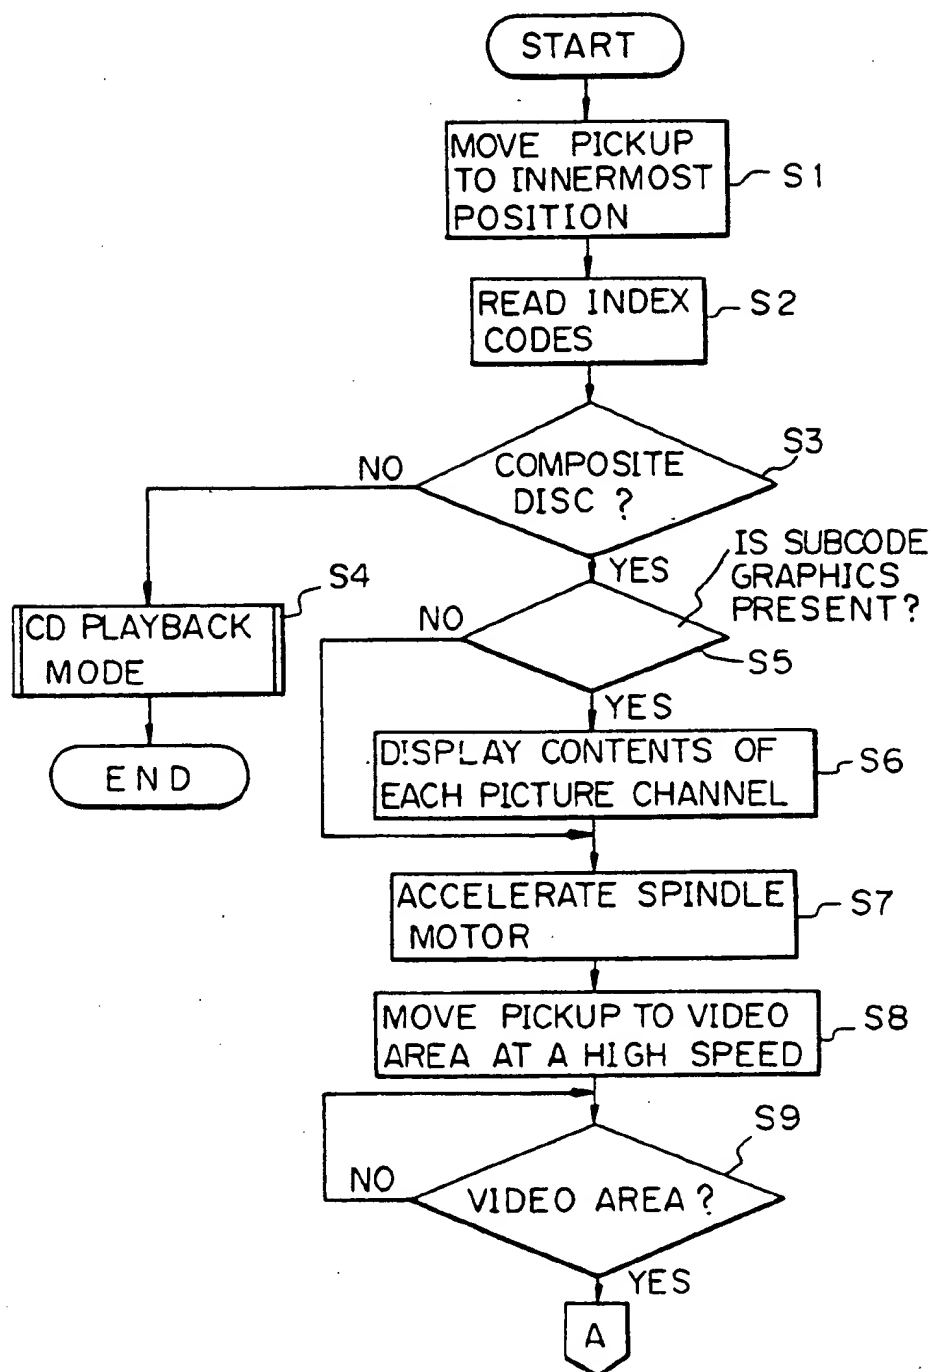 START
MOVE PICKUP
TO INNERMOST
POSITION
S1
READ INDEX
CODES
S2
COMPOSITE
DISC ?
S3
NO
YES
CD PLAYBACK
MODE
S4
END
IS SUBCODE
GRAPHICS
PRESENT ?
S5
NO
YES
DISPLAY CONTENTS OF
EACH PICTURE CHANNEL
S6
ACCELERATE SPINDLE
MOTOR
S7
MOVE PICKUP TO VIDEO
AREA AT A HIGH SPEED
S8
VIDEO AREA ?
S9
NO
YES
A